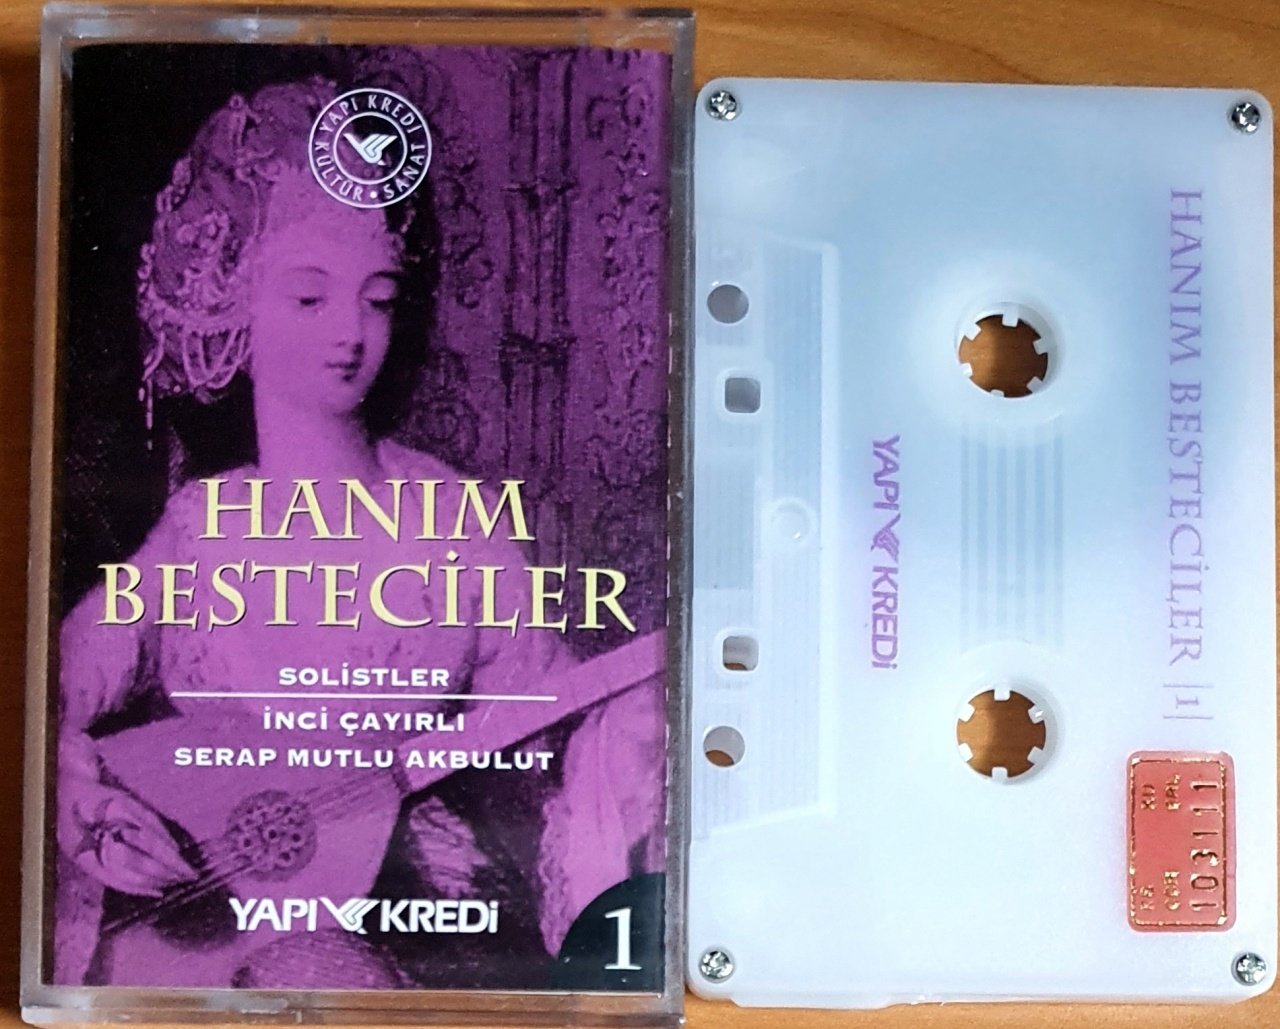 YAPI KREDİ
KÜLTÜR • SANAT
HANIM
BESTECİLER
SOLİSTLER
İNCİ ÇAYIRLI
SERAP MUTLU AKBULUT
YAPI KREDİ
1
HANIM BESTECİLER |1|
YAPI KREDİ
103111